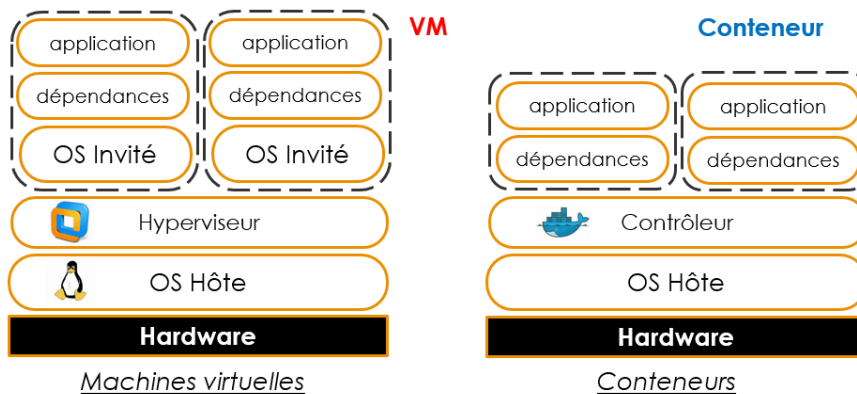 VM
application
application
dépendances
dépendances
OS Invité
OS Invité
Hyperviseur
OS Hôte
Hardware
Machines virtuelles
Conteneur
application
application
dépendances
dépendances
Contrôleur
OS Hôte
Hardware
Conteneurs